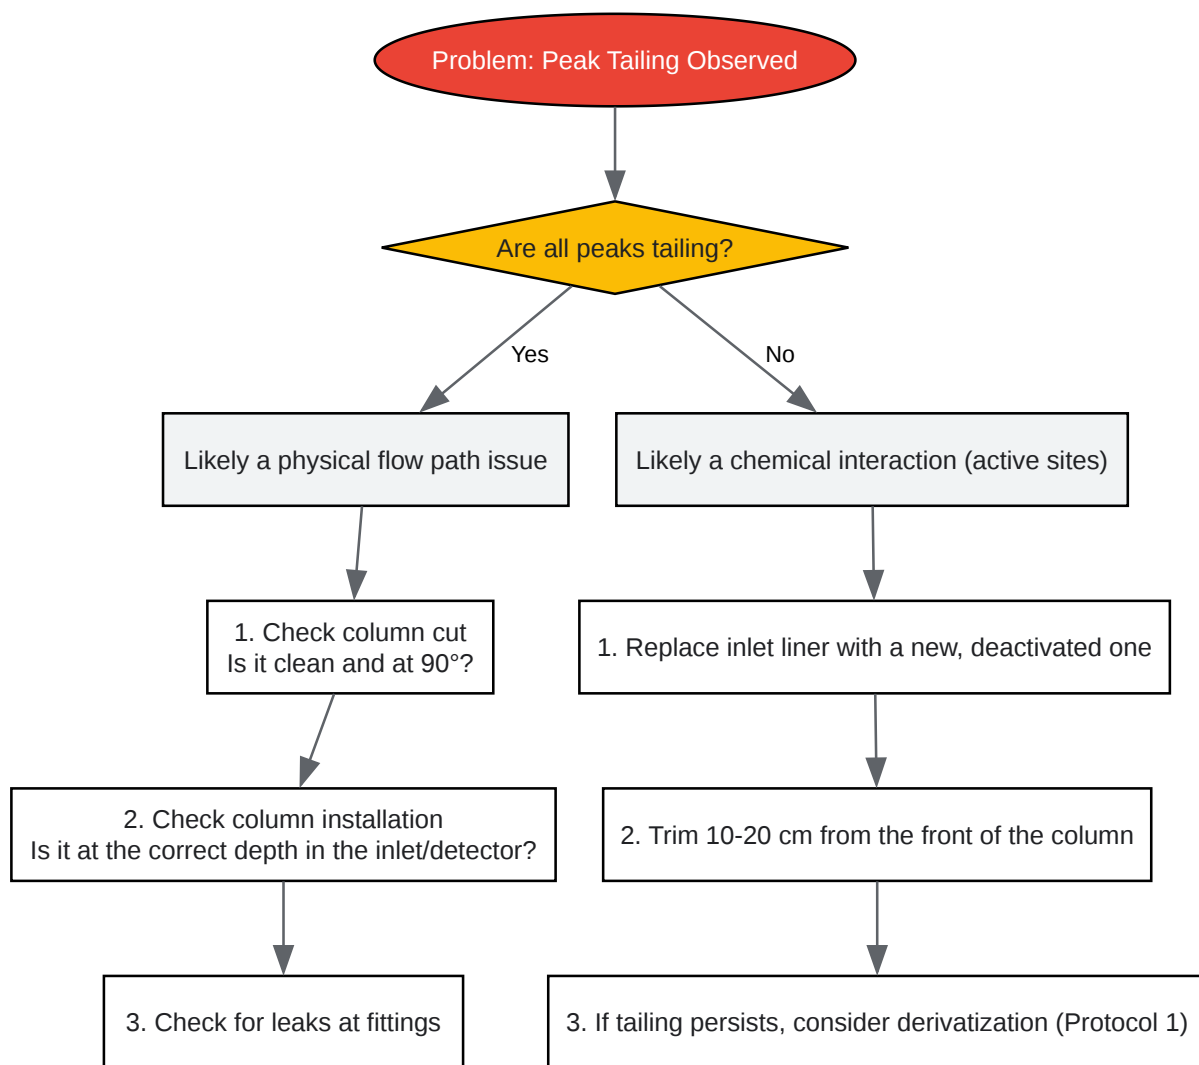 Problem: Peak Tailing Observed
Are all peaks tailing?
Yes
No
Likely a physical flow path issue
Likely a chemical interaction (active sites)
1. Check column cut
Is it clean and at 90°?
1. Replace inlet liner with a new, deactivated one
2. Check column installation
Is it at the correct depth in the inlet/detector?
2. Trim 10-20 cm from the front of the column
3. Check for leaks at fittings
3. If tailing persists, consider derivatization (Protocol 1)